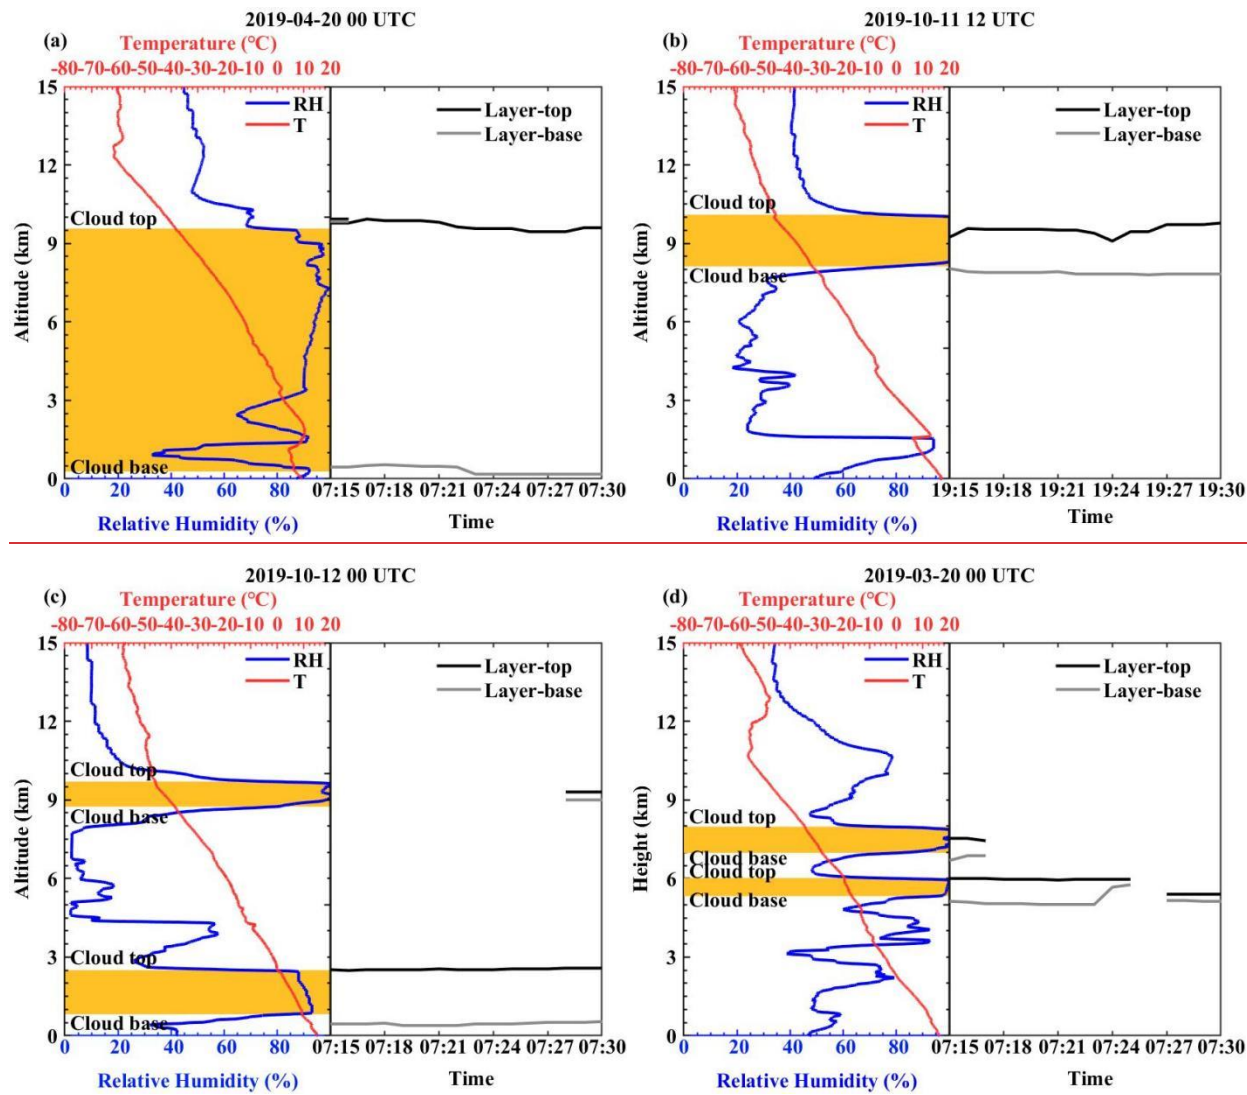 2019-04-20 00 UTC
(a)
Temperature (°C)
-80-70-60-50-40-30-20-10 0 10 20
15
12
9
6
3
0
Altitude (km)
RH
T
Layer-top
Layer-base
Cloud top
Cloud base
0 20 40 60 80 07:15 07:18 07:21 07:24 07:27 07:30
Relative Humidity (%)
Time
2019-10-11 12 UTC
(b)
Temperature (°C)
-80-70-60-50-40-30-20-10 0 10 20
15
12
9
6
3
0
Altitude (km)
RH
T
Layer-top
Layer-base
Cloud top
Cloud base
0 20 40 60 80 19:15 19:18 19:21 19:24 19:27 19:30
Relative Humidity (%)
Time
2019-10-12 00 UTC
(c)
Temperature (°C)
-80-70-60-50-40-30-20-10 0 10 20
15
12
9
6
3
0
Altitude (km)
RH
T
Layer-top
Layer-base
Cloud top
Cloud base
Cloud top
Cloud base
0 20 40 60 80 07:15 07:18 07:21 07:24 07:27 07:30
Relative Humidity (%)
Time
2019-03-20 00 UTC
(d)
Temperature (°C)
-80-70-60-50-40-30-20-10 0 10 20
15
12
9
6
3
0
Height (km)
RH
T
Layer-top
Layer-base
Cloud top
Cloud base
Cloud top
Cloud base
0 20 40 60 80 07:15 07:18 07:21 07:24 07:27 07:30
Relative Humidity (%)
Time